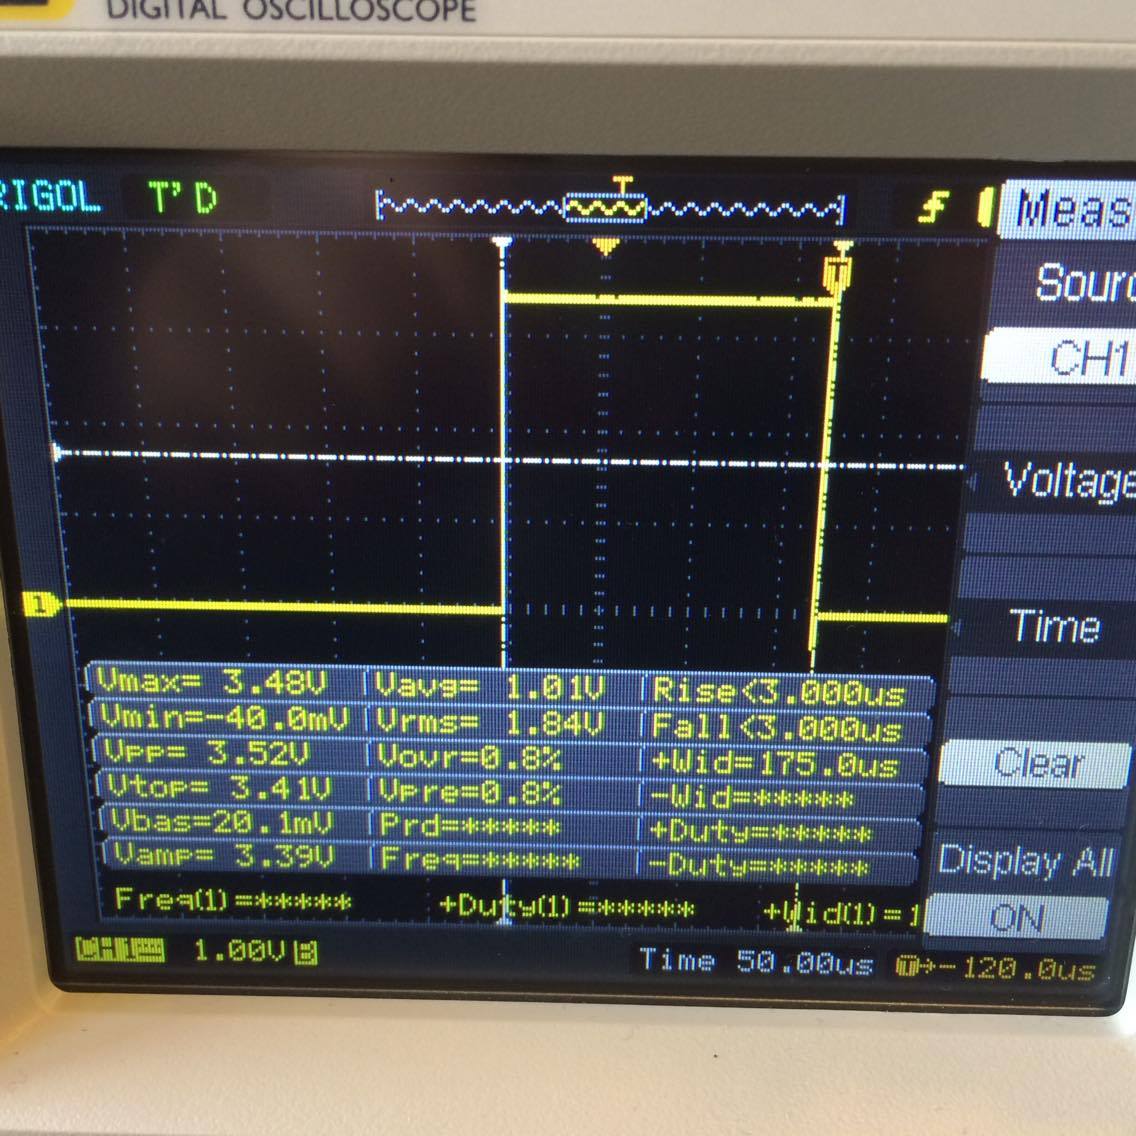 DIGITAL OSCILLOSCOPE
RIGOL T'D T Meas
T
Sourc
CH1
Voltage
1
Time
Vmax= 3.48V Vavg= 1.01V Rise<3.000us
Vmin=-40.0mV Vrms= 1.84V Fall<3.000us
Vpp= 3.52V Vovr=0.8% +Wid=175.0us
Vtop= 3.41V Vpre=0.8% -Wid=*****
Vbas=20.1mV Prd=***** +Duty=*****
Vamp= 3.39V Freq=***** -Duty=*****
Clear
Display All
ON
Freq(1)=***** +Duty(1)=***** +Wid(1)=1
CH1 1.00V B Time 50.00us T→-120.0us